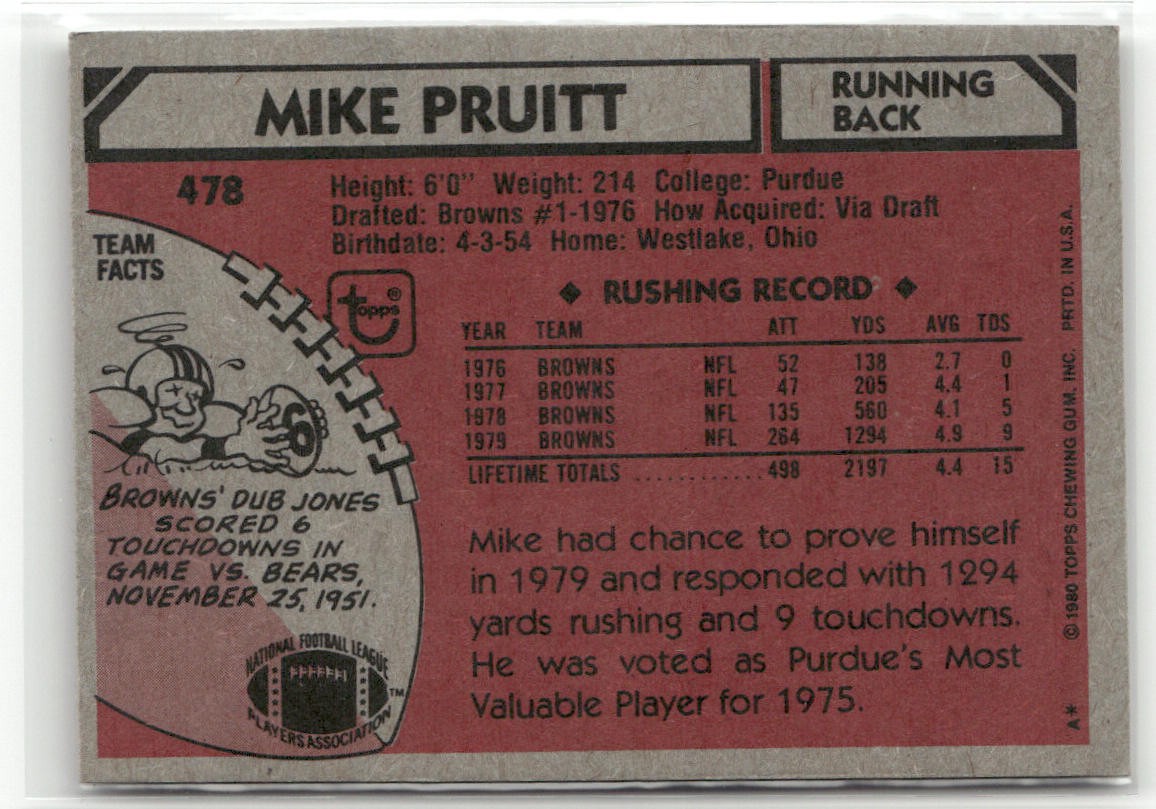 MIKE PRUITT
RUNNING
BACK
478
Height: 6'0" Weight: 214 College: Purdue
Drafted: Browns #1-1976 How Acquired: Via Draft
Birthdate: 4-3-54 Home: Westlake, Ohio
TEAM
FACTS
topps®
◆ RUSHING RECORD ◆
YEAR TEAM ATT YDS AVG TDS
1976 BROWNS NFL 52 138 2.7 0
1977 BROWNS NFL 47 205 4.4 1
1978 BROWNS NFL 135 560 4.1 5
1979 BROWNS NFL 264 1294 4.9 9
LIFETIME TOTALS ............ 498 2197 4.4 15
6
BROWNS' DUB JONES
SCORED 6
TOUCHDOWNS IN
GAME VS. BEARS,
NOVEMBER 25, 1951.
Mike had chance to prove himself
in 1979 and responded with 1294
yards rushing and 9 touchdowns.
He was voted as Purdue's Most
Valuable Player for 1975.
NATIONAL FOOTBALL LEAGUE
PLAYERS ASSOCIATION
TM
A* © 1980 TOPPS CHEWING GUM, INC. PRTD. IN U.S.A.